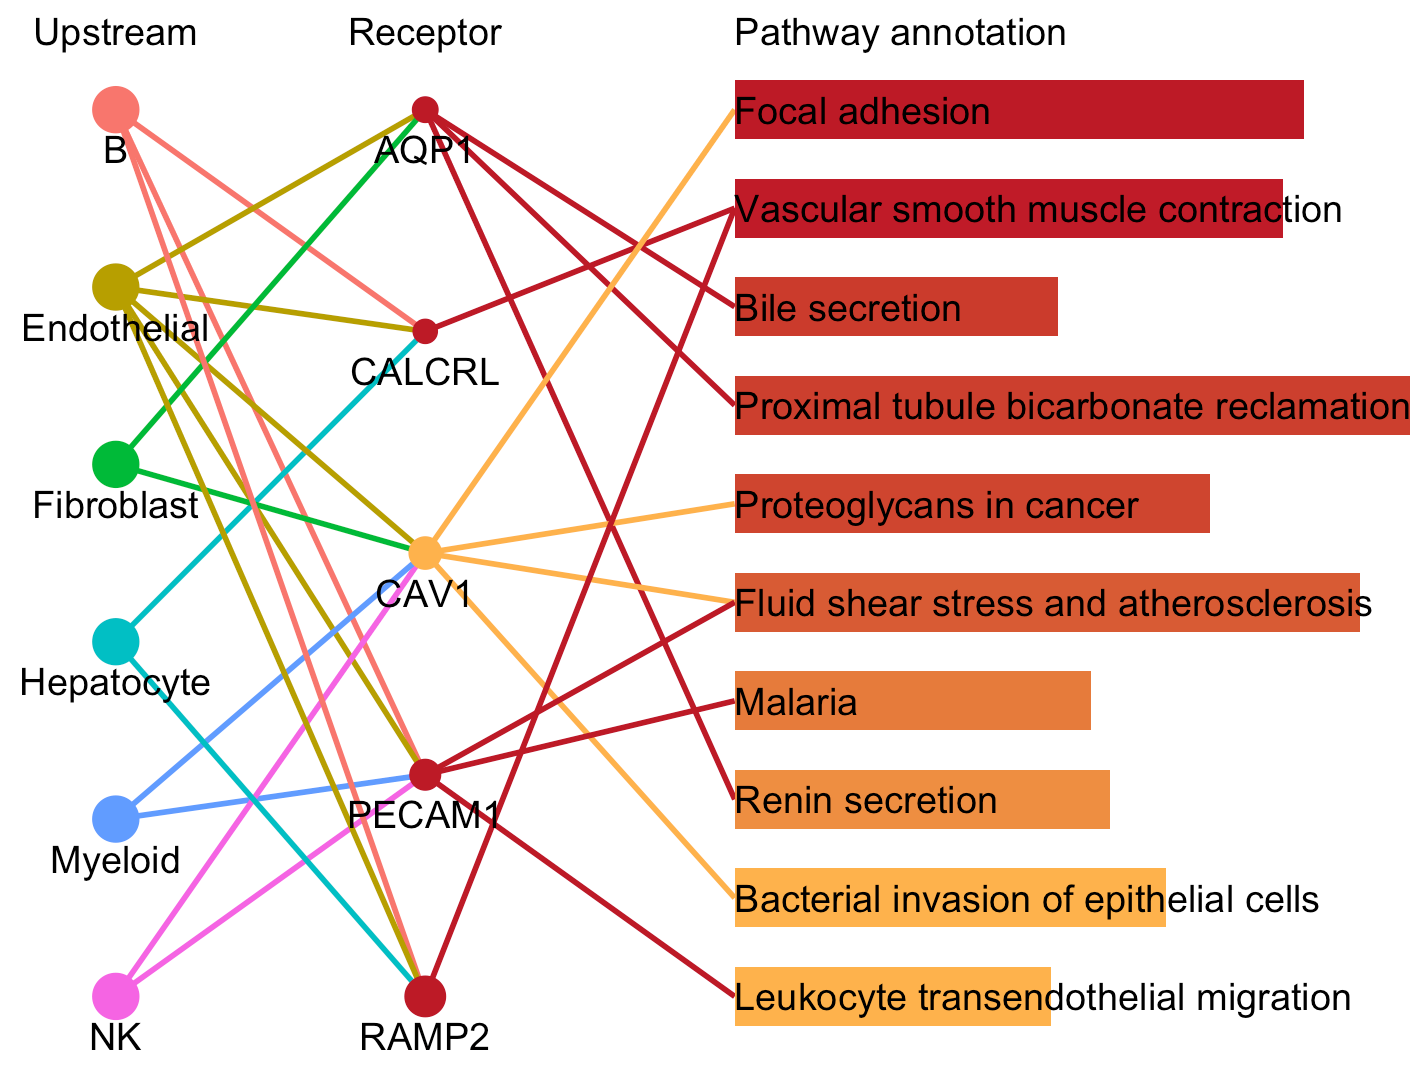 Upstream
Receptor
Pathway annotation
B
Endothelial
Fibroblast
Hepatocyte
Myeloid
NK
AQP1
CALCRL
CAV1
PECAM1
RAMP2
Focal adhesion
Vascular smooth muscle contraction
Bile secretion
Proximal tubule bicarbonate reclamation
Proteoglycans in cancer
Fluid shear stress and atherosclerosis
Malaria
Renin secretion
Bacterial invasion of epithelial cells
Leukocyte transendothelial migration